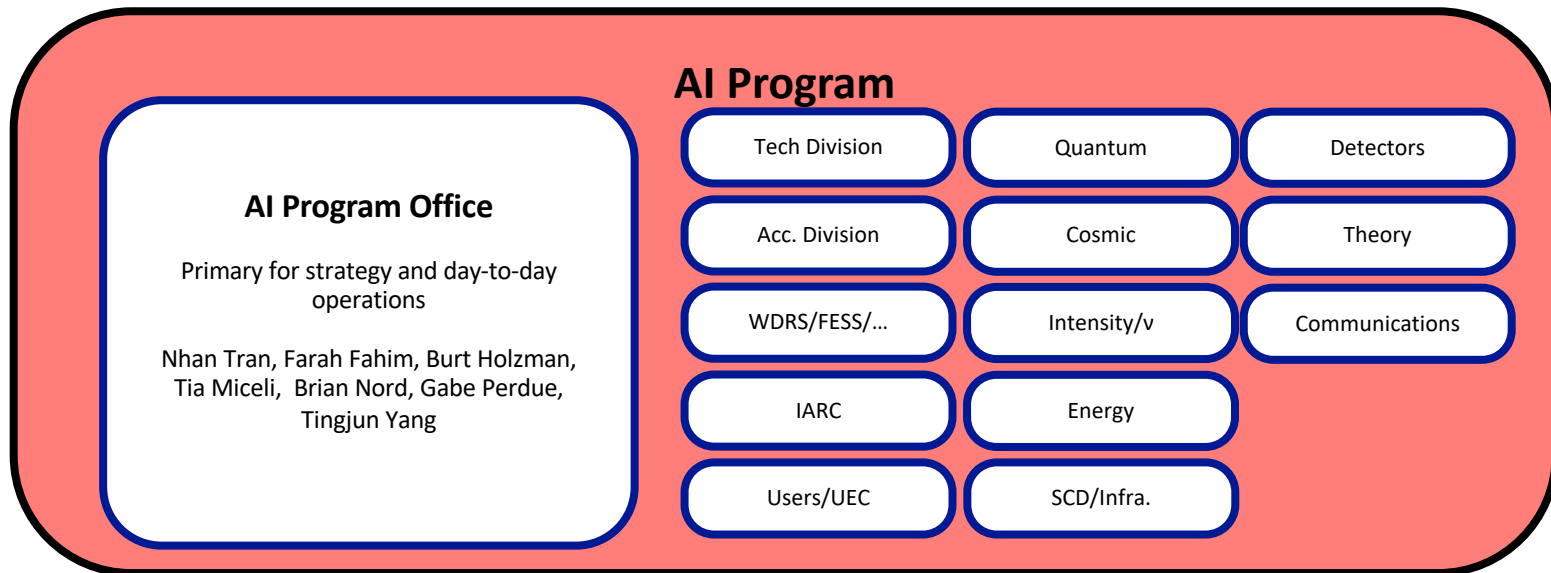 AI Program
AI Program Office
Primary for strategy and day-to-day
operations
Nhan Tran, Farah Fahim, Burt Holzman,
Tia Miceli, Brian Nord, Gabe Perdue,
Tingjun Yang
Tech Division
Quantum
Detectors
Acc. Division
Cosmic
Theory
WDRS/FESS/...
Intensity/ν
Communications
IARC
Energy
Users/UEC
SCD/Infra.